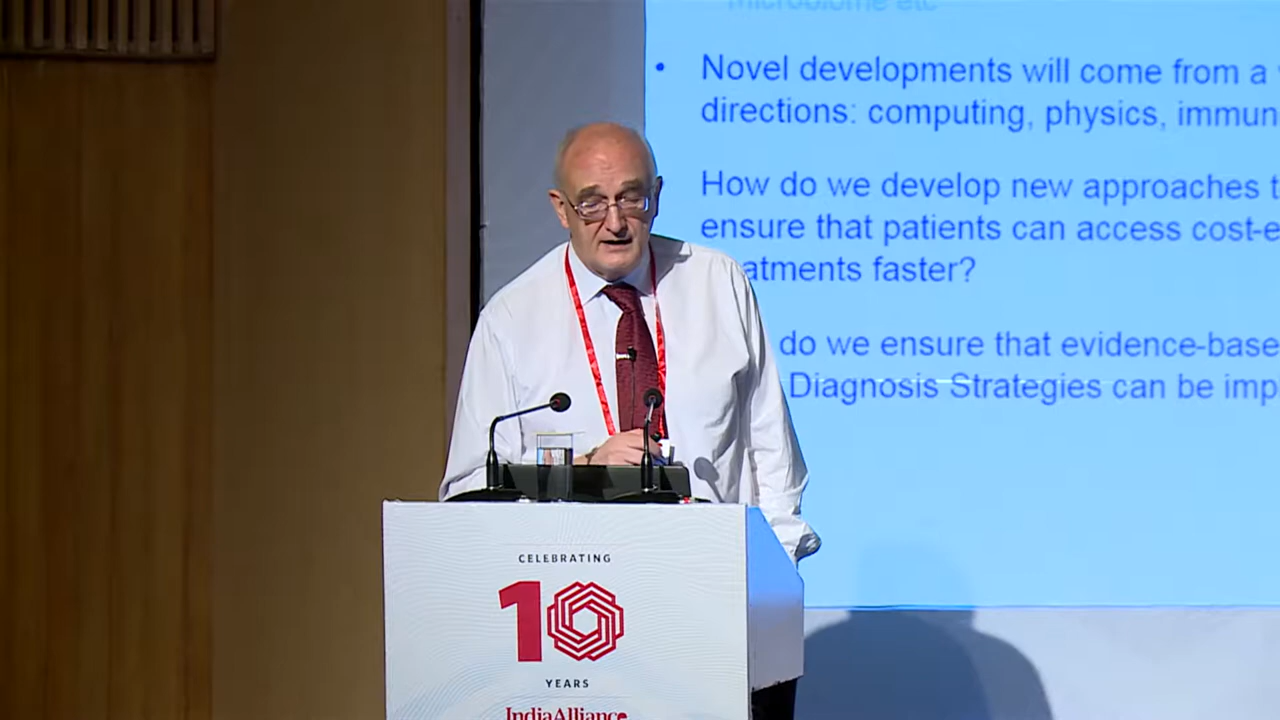 Microbiome etc
• Novel developments will come from a
directions: computing, physics, immun
How do we develop new approaches t
ensure that patients can access cost-e
atments faster?
do we ensure that evidence-base
Diagnosis Strategies can be imp
CELEBRATING
10
YEARS
IndiaAlliance